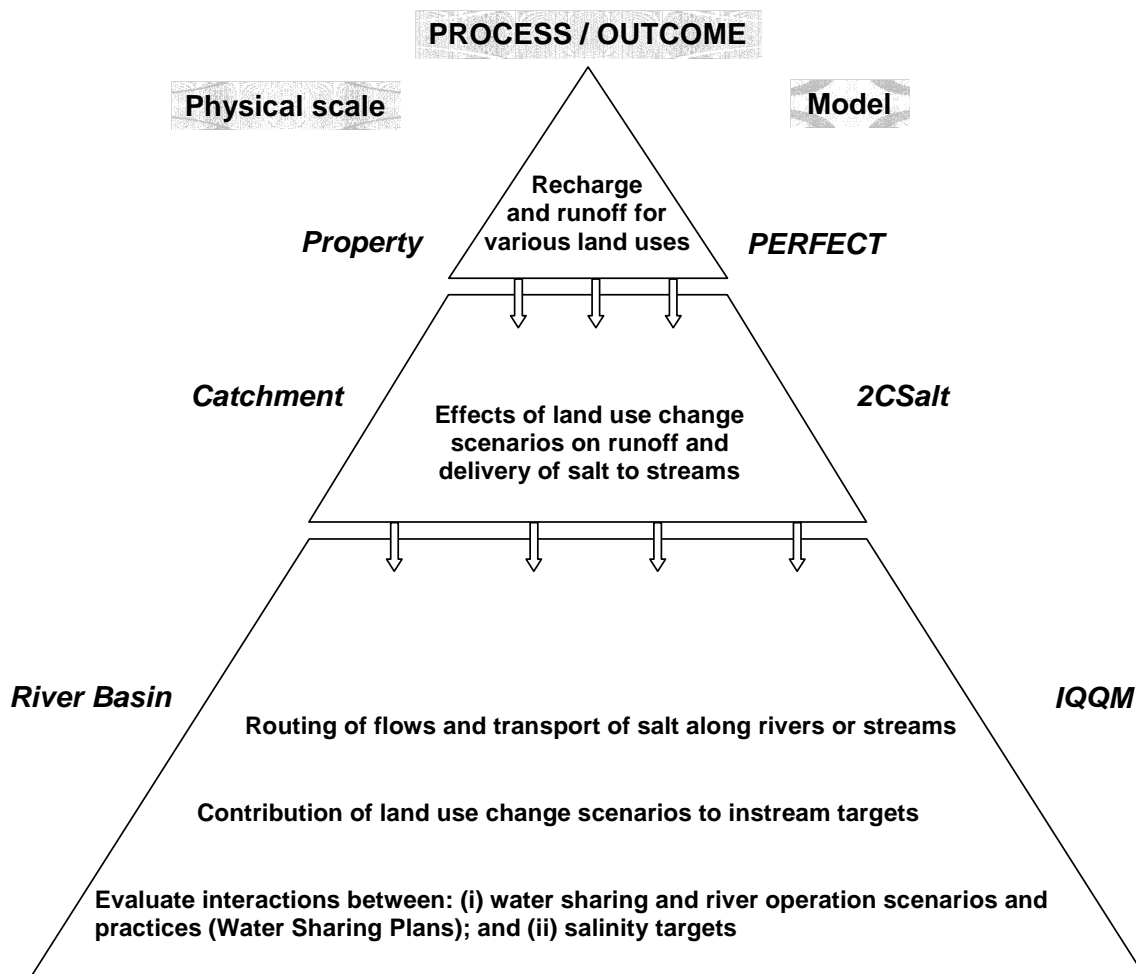 PROCESS / OUTCOME
Physical scale
Model
Recharge
and runoff for
various land uses
Property
PERFECT
Catchment
2CSalt
Effects of land use change
scenarios on runoff and
delivery of salt to streams
River Basin
IQQM
Routing of flows and transport of salt along rivers or streams
Contribution of land use change scenarios to instream targets
Evaluate interactions between: (i) water sharing and river operation scenarios and
practices (Water Sharing Plans); and (ii) salinity targets